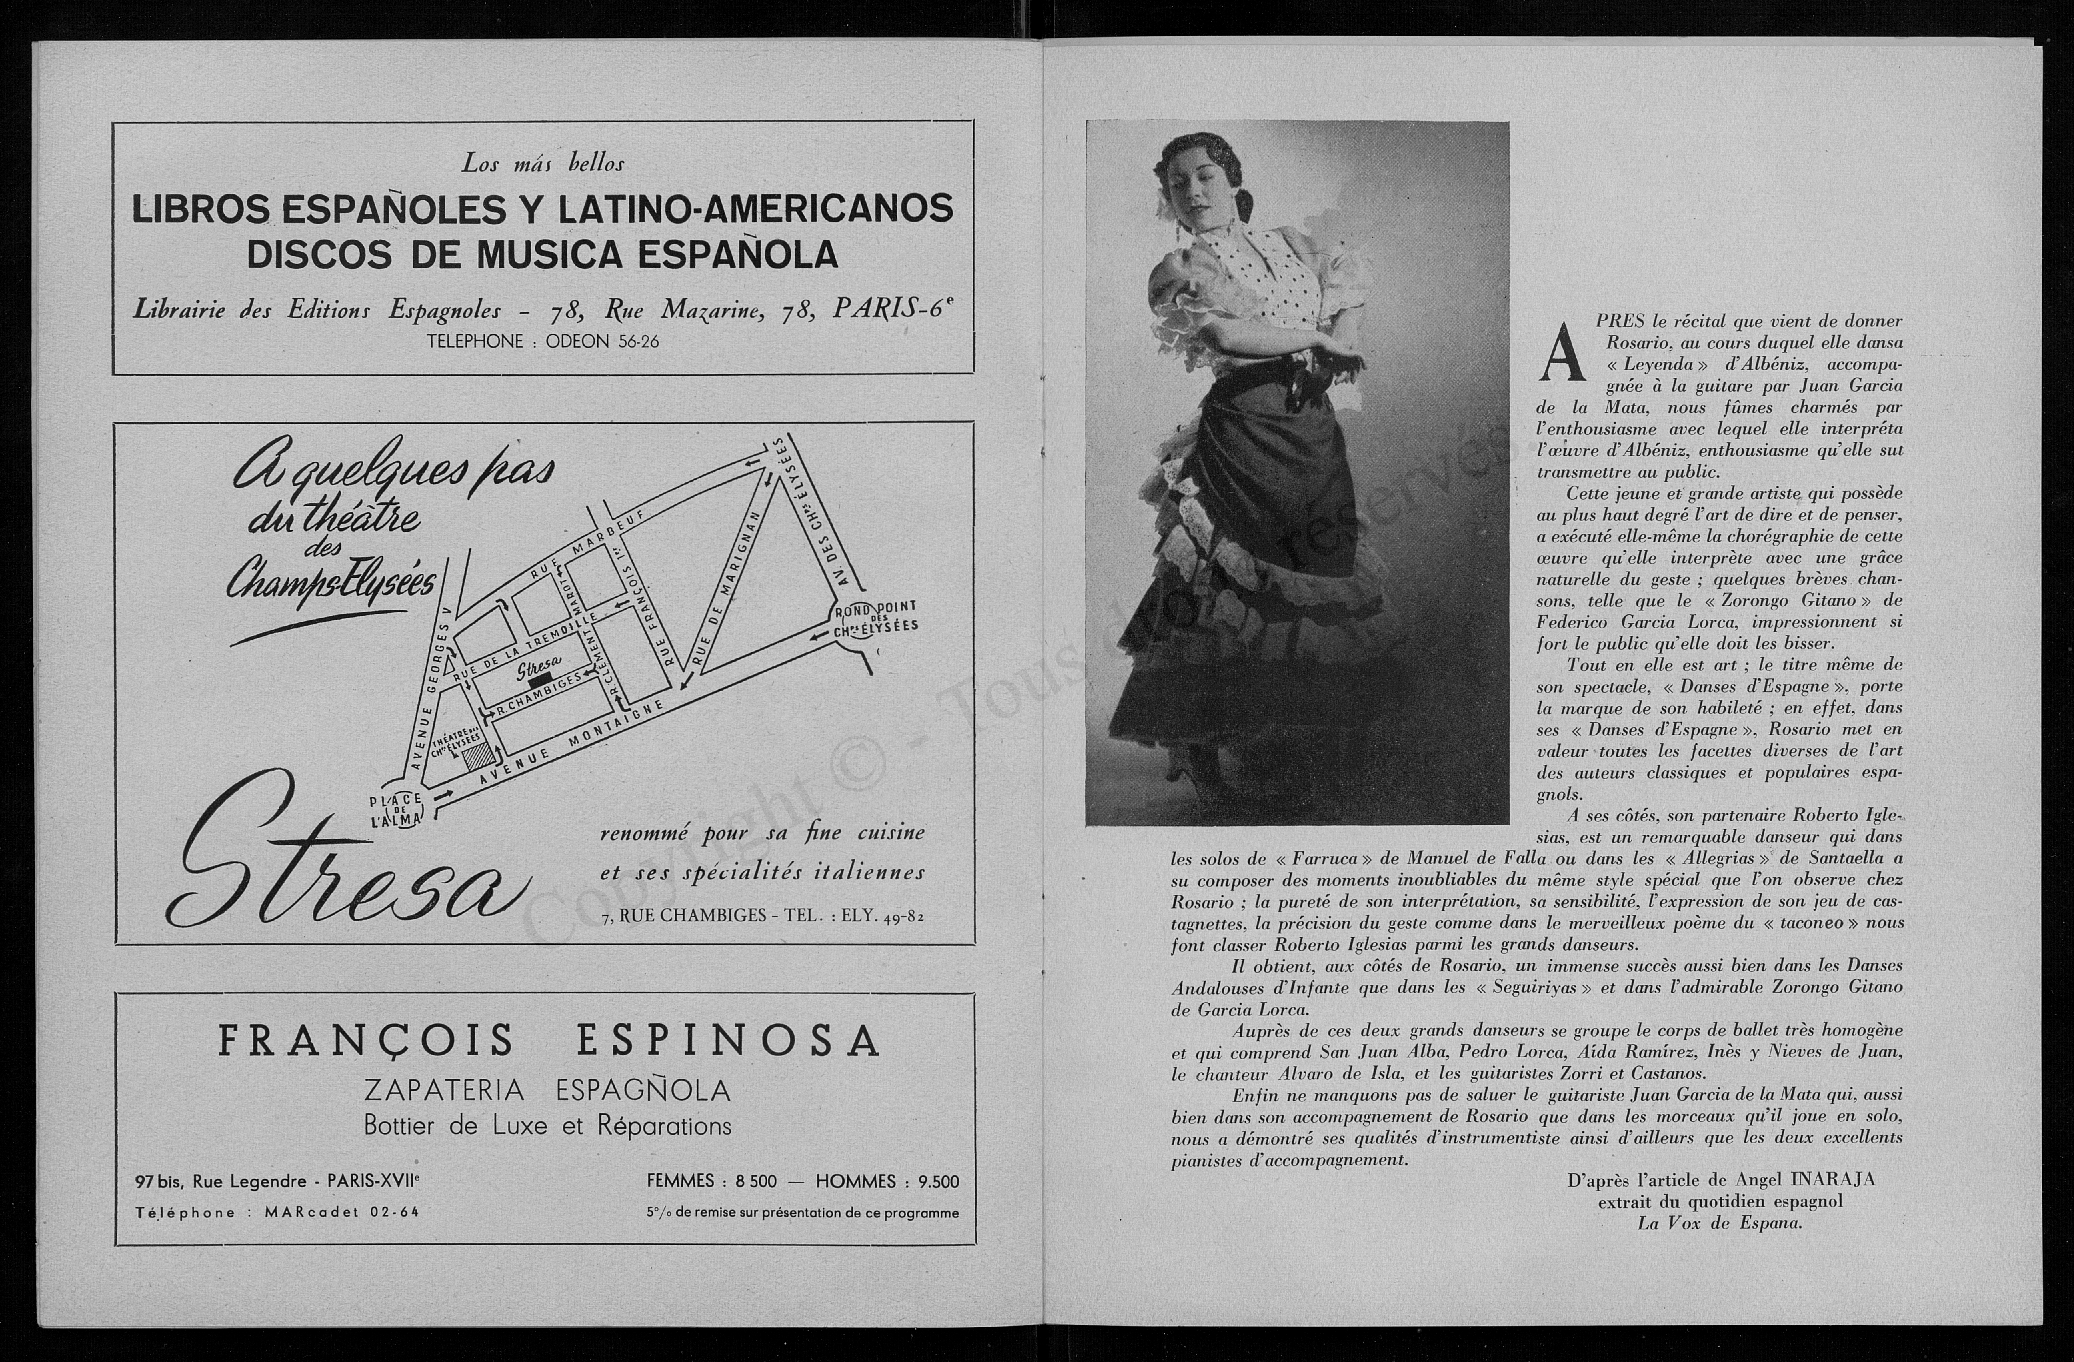 Los más bellos
LIBROS ESPAÑOLES Y LATINO-AMERICANOS
DISCOS DE MUSICA ESPAÑOLA
Librairie des Editions Espagnoles - 78, Rue Mazarine, 78, PARIS-6e
TELEPHONE : ODEON 56-26
A quelques pas
du théâtre
des
Champs-Elysées
AVENUE GEORGES V
RUE MARBEUF
RUE DE LA TREMOILLE
R. MAROT
RUE FRANÇOIS 1er
RUE DE MARIGNAN
AV. DES CHPS ÉLYSÉES
ROND POINT
DES
CHPS ÉLYSÉES
Stresa
R. CHAMBIGES
R. CLEMENT
THÉATRE DES
CHPS ÉLYSÉES
AVENUE MONTAIGNE
PLACE
DE
L'ALMA
Stresa
renommé pour sa fine cuisine
et ses spécialités italiennes
7, RUE CHAMBIGES - TEL. : ELY. 49-82
FRANÇOIS ESPINOSA
ZAPATERIA ESPAGÑOLA
Bottier de Luxe et Réparations
97 bis, Rue Legendre - PARIS-XVIIe
Téléphone : MARcadet 02-64
FEMMES : 8 500 — HOMMES : 9.500
5% de remise sur présentation de ce programme
APRES le récital que vient de donner
Rosario, au cours duquel elle dansa
« Leyenda » d'Albéniz, accompa-
gnée à la guitare par Juan Garcia
de la Mata, nous fûmes charmés par
l'enthousiasme avec lequel elle interpréta
l'œuvre d'Albéniz, enthousiasme qu'elle sut
transmettre au public.
Cette jeune et grande artiste qui possède
au plus haut degré l'art de dire et de penser,
a exécuté elle-même la chorégraphie de cette
œuvre qu'elle interprète avec une grâce
naturelle du geste ; quelques brèves chan-
sons, telle que le « Zorongo Gitano » de
Federico Garcia Lorca, impressionnent si
fort le public qu'elle doit les bisser.
Tout en elle est art ; le titre même de
son spectacle, « Danses d'Espagne », porte
la marque de son habileté ; en effet, dans
ses « Danses d'Espagne », Rosario met en
valeur toutes les facettes diverses de l'art
des auteurs classiques et populaires espa-
gnols.
A ses côtés, son partenaire Roberto Igle-
sias, est un remarquable danseur qui dans
les solos de « Farruca » de Manuel de Falla ou dans les « Allegrias » de Santaella a
su composer des moments inoubliables du même style spécial que l'on observe chez
Rosario ; la pureté de son interprétation, sa sensibilité, l'expression de son jeu de cas-
tagnettes, la précision du geste comme dans le merveilleux poème du « taconeo » nous
font classer Roberto Iglesias parmi les grands danseurs.
Il obtient, aux côtés de Rosario, un immense succès aussi bien dans les Danses
Andalouses d'Infante que dans les « Seguiriyas » et dans l'admirable Zorongo Gitano
de Garcia Lorca.
Auprès de ces deux grands danseurs se groupe le corps de ballet très homogène
et qui comprend San Juan Alba, Pedro Lorca, Aída Ramírez, Inès y Nieves de Juan,
le chanteur Alvaro de Isla, et les guitaristes Zorri et Castanos.
Enfin ne manquons pas de saluer le guitariste Juan Garcia de la Mata qui, aussi
bien dans son accompagnement de Rosario que dans les morceaux qu'il joue en solo,
nous a démontré ses qualités d'instrumentiste ainsi d'ailleurs que les deux excellents
pianistes d'accompagnement.
D'après l'article de Angel INARAJA
extrait du quotidien espagnol
La Vox de Espana.
Copyright © - Tous droits réservés